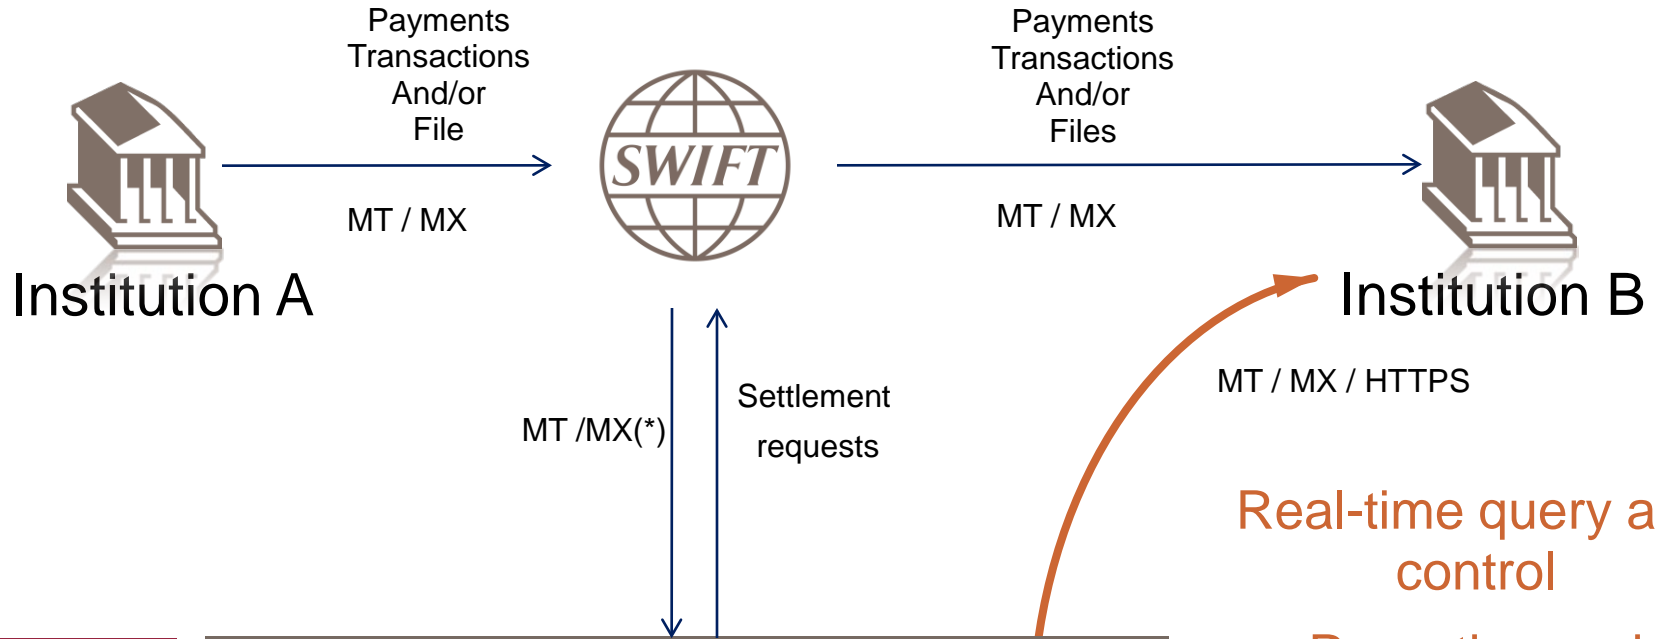 Payments
Transactions
And/or
File
Payments
Transactions
And/or
Files
SWIFT
MT / MX
MT / MX
Institution A
Institution B
MT / MX / HTTPS
MT /MX(*)
Settlement
requests
Real-time query a
control